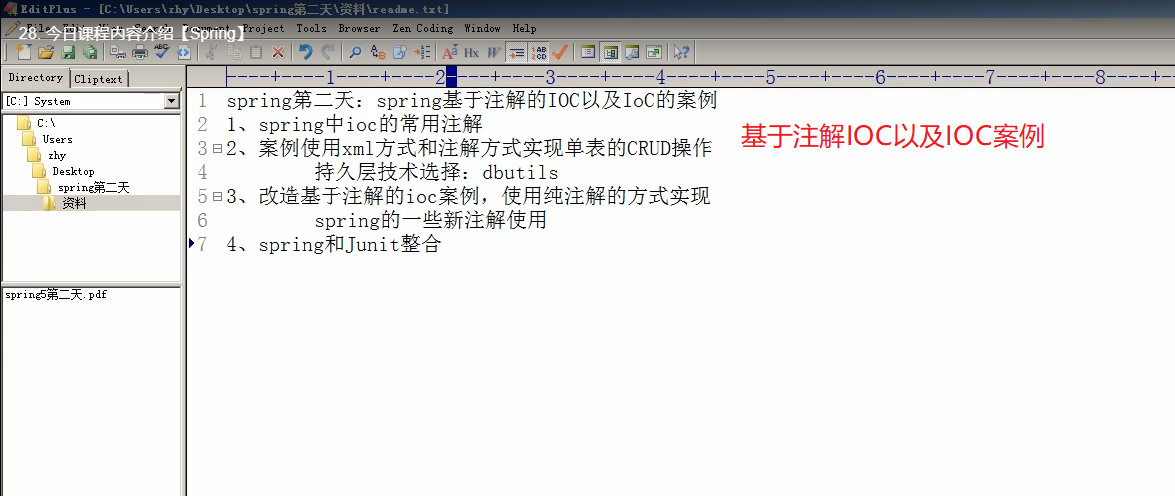 EditPlus - [C:\Users\zhy\Desktop\spring第二天\资料\readme.txt]
28. 今日课程内容介绍【Spring】
Project Tools Browser Zen Coding Window Help
Directory Cliptext
[C:] System
C:\
Users
zhy
Desktop
spring第二天
资料
spring5第二天.pdf
----+----1----+----2----+----3----+----4----+----5----+----6----+----7----+----8----+--
1 spring第二天：spring基于注解的IOC以及IoC的案例
2 1、spring中ioc的常用注解
3 2、案例使用xml方式和注解方式实现单表的CRUD操作
4 持久层技术选择：dbutils
5 3、改造基于注解的ioc案例，使用纯注解的方式实现
6 spring的一些新注解使用
7 4、spring和Junit整合
基于注解IOC以及IOC案例